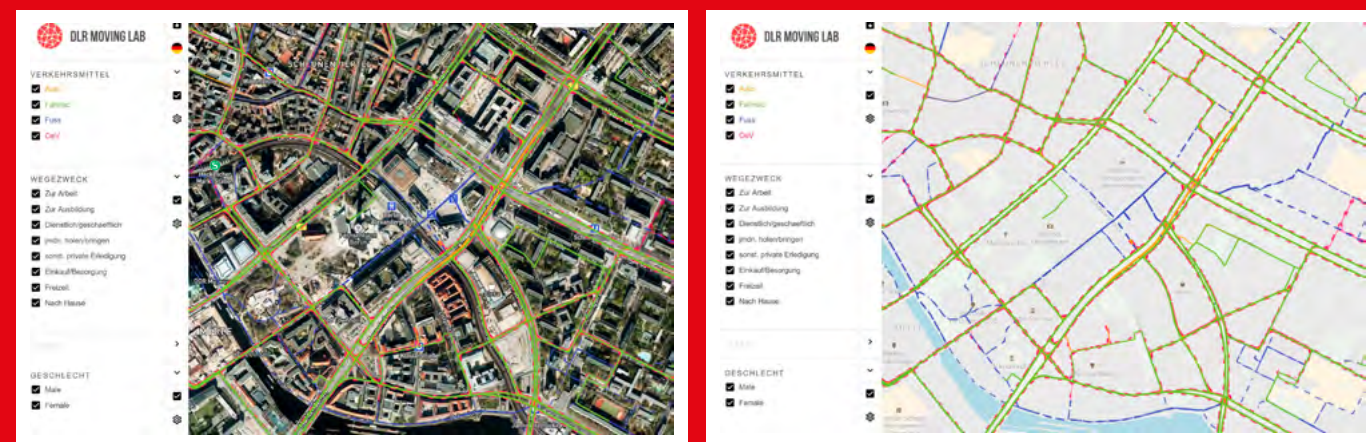 DLR MOVING LAB
VERKEHRSMITTEL
Auto
Fahrrad
Fuss
OeV
WEGEZWECK
Zur Arbeit
Zur Ausbildung
Dienstlich/geschaeftlich
jmdn. holen/bringen
sonst. private Erledigung
Einkauf/Besorgung
Freizeit
Nach Hause
GESCHLECHT
Male
Female
SCHEUNENVIERTEL
DLR MOVING LAB
VERKEHRSMITTEL
Auto
Fahrrad
Fuss
OeV
WEGEZWECK
Zur Arbeit
Zur Ausbildung
Dienstlich/geschaeftlich
jmdn. holen/bringen
sonst. private Erledigung
Einkauf/Besorgung
Freizeit
Nach Hause
GESCHLECHT
Male
Female